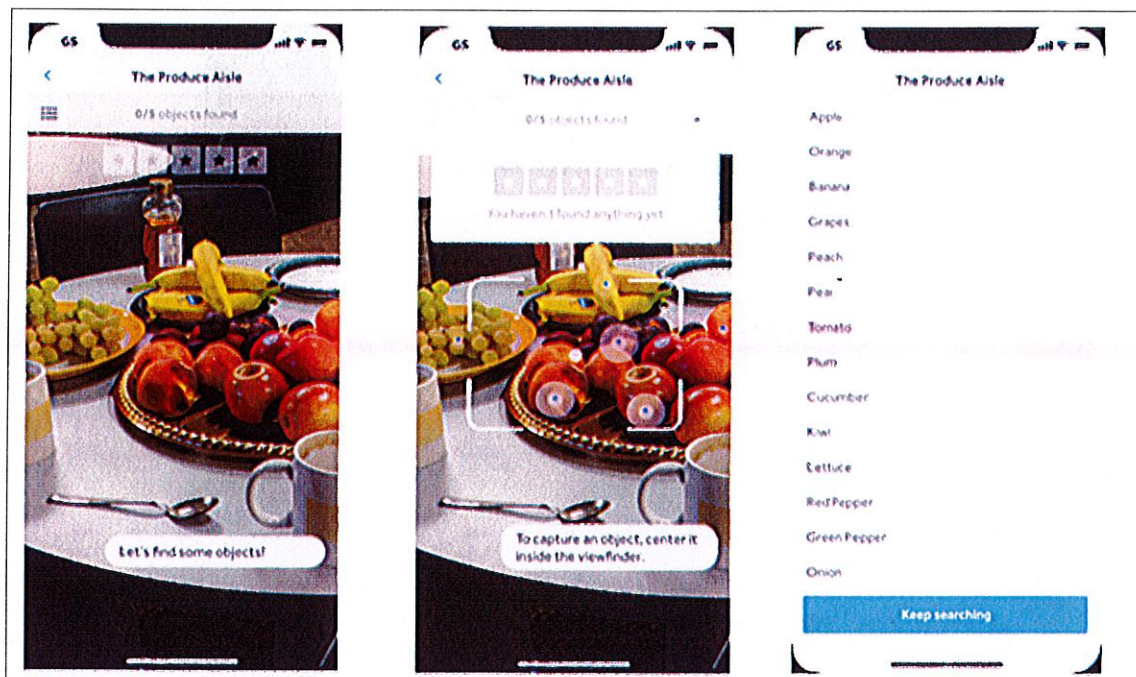 GS
The Produce Aisle
0/5 objects found
Let's find some objects!
GS
The Produce Aisle
0/5 objects found
You haven't found anything yet
To capture an object, center it
inside the viewfinder.
GS
The Produce Aisle
Apple
Orange
Banana
Grapes
Peach
Pear
Tomato
Plum
Cucumber
Kiwi
Lettuce
Red Pepper
Green Pepper
Onion
Keep searching